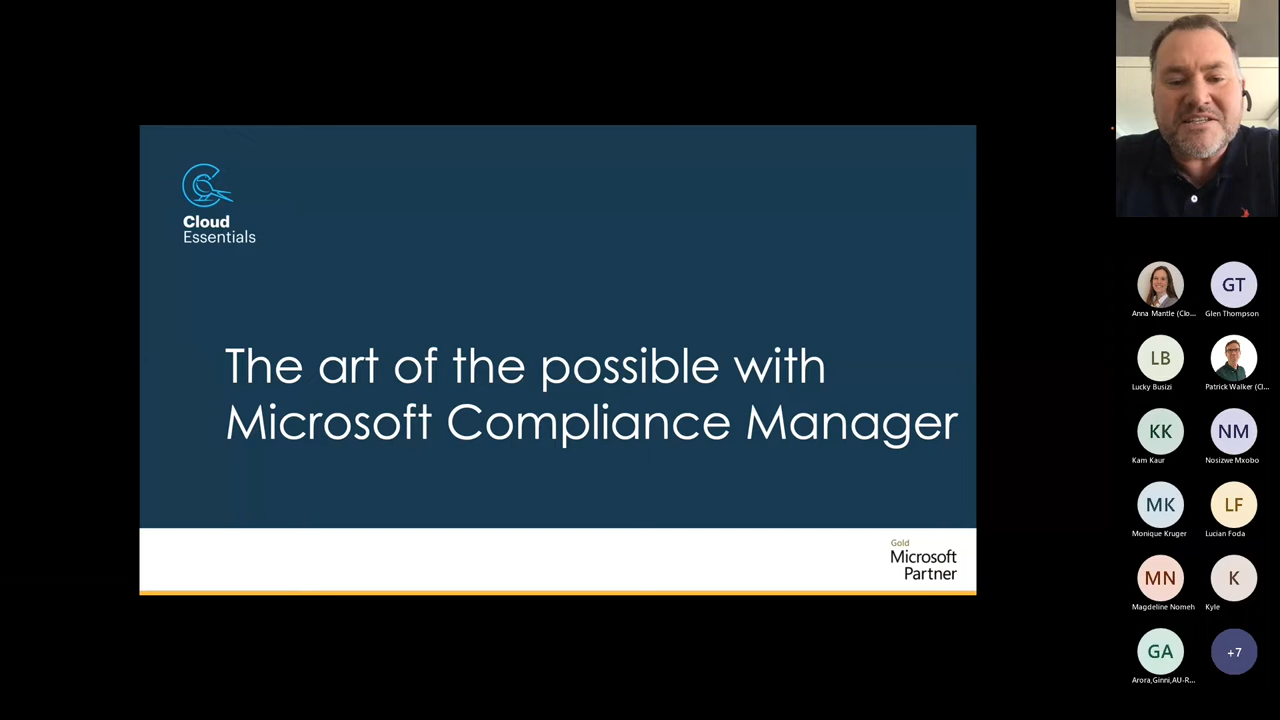 Cloud
Essentials
The art of the possible with
Microsoft Compliance Manager
Gold
Microsoft
Partner
Anna Mantle (Clo...
GT
Glen Thompson
LB
Lucky Busizi
Patrick Walker (Cl...
KK
Kam Kaur
NM
Nosizwe Mxobo
MK
Monique Kruger
LF
Lucian Foda
MN
Magdeline Nomeh
K
Kyle
GA
Arora,Ginni,AU-R...
+7